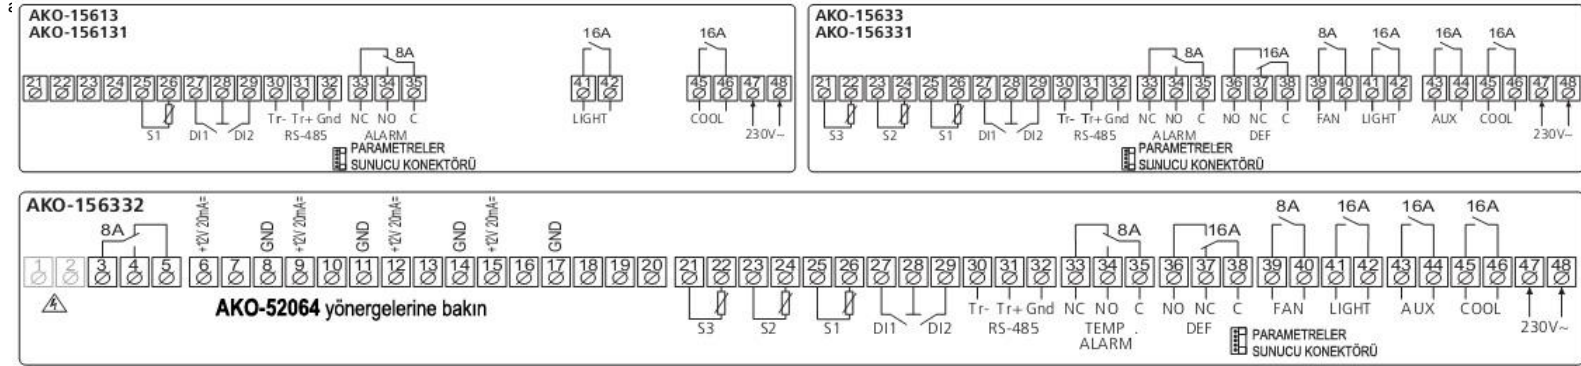 AKO-15613
AKO-156131
16A 16A
8A
21 22 23 24 25 26 27 28 29 30 31 32 33 34 35 41 42 45 46 47 48
Tr- Tr+ Gnd NC NO C LIGHT COOL
S1 DI1 DI2 RS-485 ALARM 230V~
PARAMETRELER
SUNUCU KONEKTÖRÜ
AKO-15633
AKO-156331
8A 16A 16A 16A
8A 16A
21 22 23 24 25 26 27 28 29 30 31 32 33 34 35 36 37 38 39 40 41 42 43 44 45 46 47 48
Tr- Tr+ Gnd NC NO C NO NC C FAN LIGHT AUX COOL
S3 S2 S1 DI1 DI2 RS-485 ALARM DEF 230V~
PARAMETRELER
SUNUCU KONEKTÖRÜ
AKO-156332
+12V 20mA= GND +12V 20mA= GND +12V 20mA= GND +12V 20mA= GND
8A 16A 16A 16A
8A 8A 16A
1 2 3 4 5 6 7 8 9 10 11 12 13 14 15 16 17 18 19 20 21 22 23 24 25 26 27 28 29 30 31 32 33 34 35 36 37 38 39 40 41 42 43 44 45 46 47 48
AKO-52064 yönergelerine bakın
Tr- Tr+ Gnd NC NO C NO NC C FAN LIGHT AUX COOL
S3 S2 S1 DI1 DI2 RS-485 TEMP. DEF 230V~
ALARM
PARAMETRELER
SUNUCU KONEKTÖRÜ